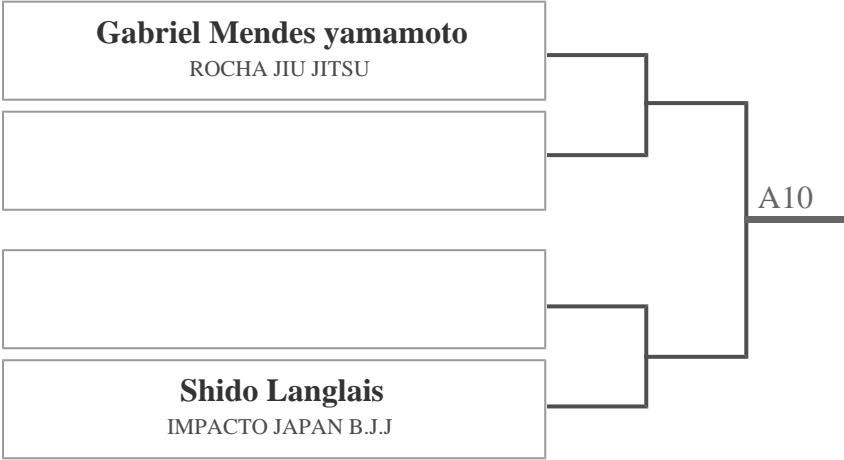 Gabriel Mendes yamamoto
ROCHA JIU JITSU
A10
Shido Langlais
IMPACTO JAPAN B.J.J